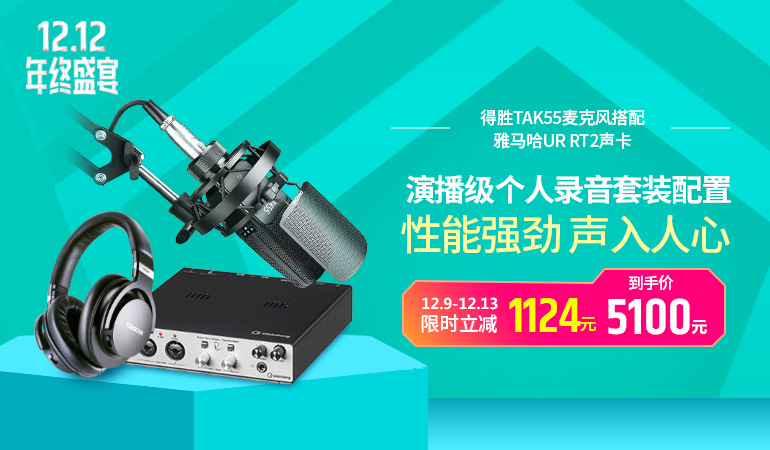 12.12
年终盛宴
得胜TAK55麦克风搭配
雅马哈UR RT2声卡
演播级个人录音套装配置
性能强劲 声入人心
12.9-12.13
限时立减
1124元
到手价
5100元
steinberg
steinberg